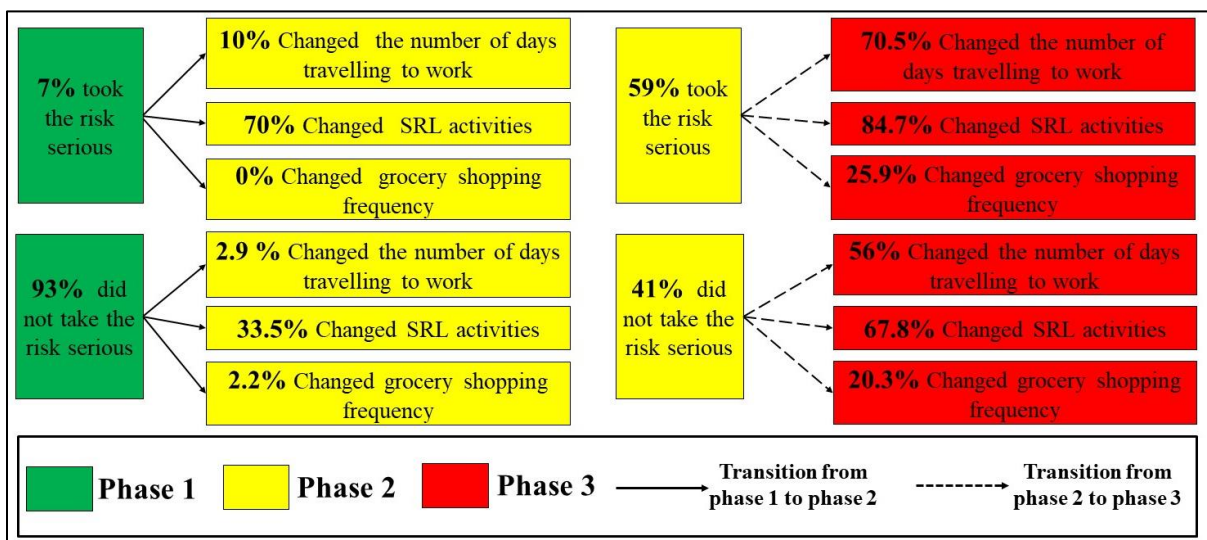 7% took
the risk
serious
10% Changed the number of days
travelling to work
70% Changed SRL activities
0% Changed grocery shopping
frequency
93% did
not take the
risk serious
2.9 % Changed the number of days
travelling to work
33.5% Changed SRL activities
2.2% Changed grocery shopping
frequency
59% took
the risk
serious
70.5% Changed the number of
days travelling to work
84.7% Changed SRL activities
25.9% Changed grocery shopping
frequency
41% did
not take the
risk serious
56% Changed the number of days
travelling to work
67.8% Changed SRL activities
20.3% Changed grocery shopping
frequency
Phase 1
Phase 2
Phase 3
Transition from
phase 1 to phase 2
Transition from
phase 2 to phase 3